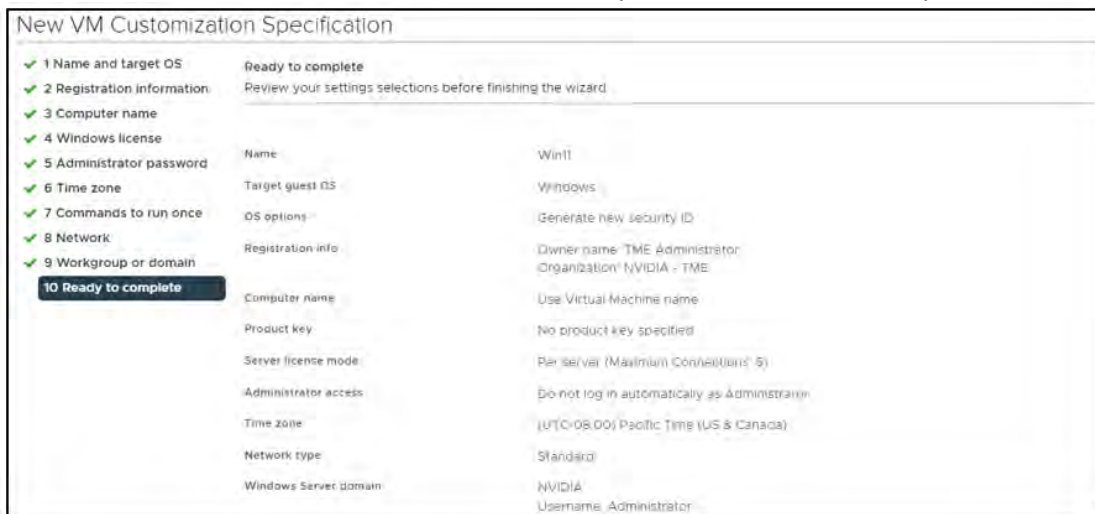 New VM Customization Specification
1 Name and target OS
2 Registration information
3 Computer name
4 Windows license
5 Administrator password
6 Time zone
7 Commands to run once
8 Network
9 Workgroup or domain
10 Ready to complete
Ready to complete
Review your settings selections before finishing the wizard
Name Win11
Target guest OS Windows
OS options Generate new security ID
Registration info Owner name: TME Administrator
Organization: NVIDIA - TME
Computer name Use Virtual Machine name
Product key No product key specified
Server license mode Per server (Maximum Connections: 5)
Administrator access Do not log in automatically as Administrator
Time zone (UTC-08:00) Pacific Time (US & Canada)
Network type Standard
Windows Server domain NVIDIA
Username: Administrator